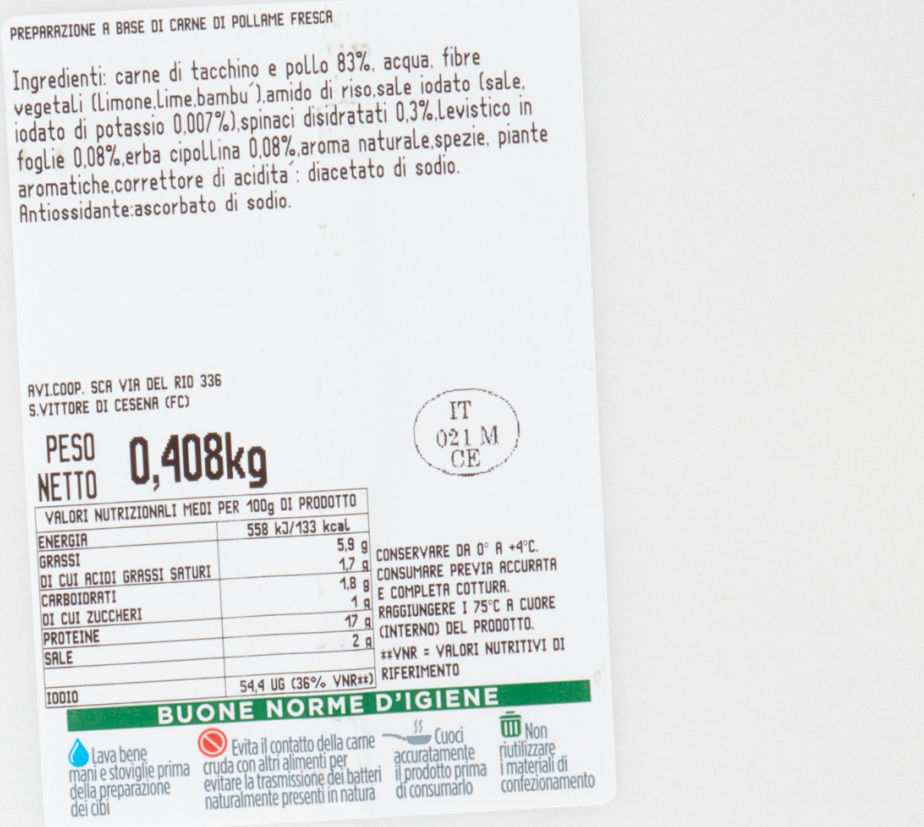 PREPARAZIONE A BASE DI CARNE DI POLLAME FRESCA
Ingredienti: carne di tacchino e pollo 83%, acqua, fibre
vegetali (Limone,Lime,bambu´),amido di riso,sale iodato (sale,
iodato di potassio 0,007%),spinaci disidratati 0,3%,Levistico in
foglie 0,08%,erba cipollina 0,08%,aroma naturale,spezie, piante
aromatiche,correttore di acidita´: diacetato di sodio.
Antiossidante:ascorbato di sodio.
AVI.COOP. SCA VIA DEL RIO 336
S.VITTORE DI CESENA (FC)
IT
021 M
CE
PESO
NETTO
0,408kg
VALORI NUTRIZIONALI MEDI PER 100g DI PRODOTTO
ENERGIA 558 kJ/133 kcal
GRASSI 5,9 g
DI CUI ACIDI GRASSI SATURI 1,7 g
CARBOIDRATI 1,8 g
DI CUI ZUCCHERI 1 g
PROTEINE 17 g
SALE 2 g
IODIO 54,4 UG (36% VNR**)
CONSERVARE DA 0° A +4°C.
CONSUMARE PREVIA ACCURATA
E COMPLETA COTTURA.
RAGGIUNGERE I 75°C A CUORE
(INTERNO) DEL PRODOTTO.
**VNR = VALORI NUTRITIVI DI
RIFERIMENTO
BUONE NORME D'IGIENE
Lava bene
mani e stoviglie prima
della preparazione
dei cibi
Evita il contatto della carne
cruda con altri alimenti per
evitare la trasmissione dei batteri
naturalmente presenti in natura
Cuoci
accuratamente
il prodotto prima
di consumarlo
Non
riutilizzare
i materiali di
confezionamento